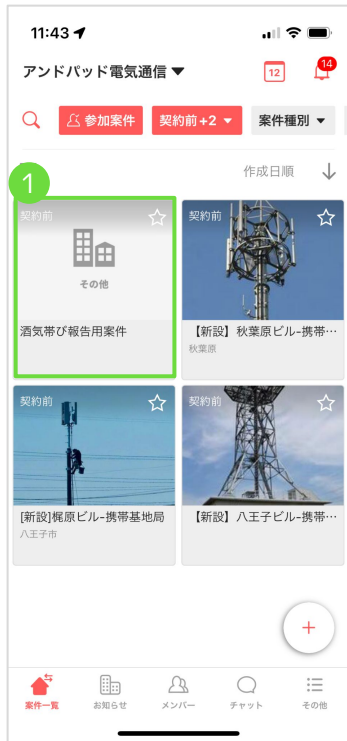 11:43
アンドパッド電気通信▼
12
14
参加案件
契約前+2 ▼
案件種別 ▼
作成日順 ↓
1
契約前
その他
酒気帯び報告用案件
【新設】秋葉原ビル-携帯…
秋葉原
契約前
[新設]梶原ビル-携帯基地局
八王子市
契約前
【新設】八王子ビル-携帯…
+
案件一覧
お知らせ
メンバー
チャット
その他